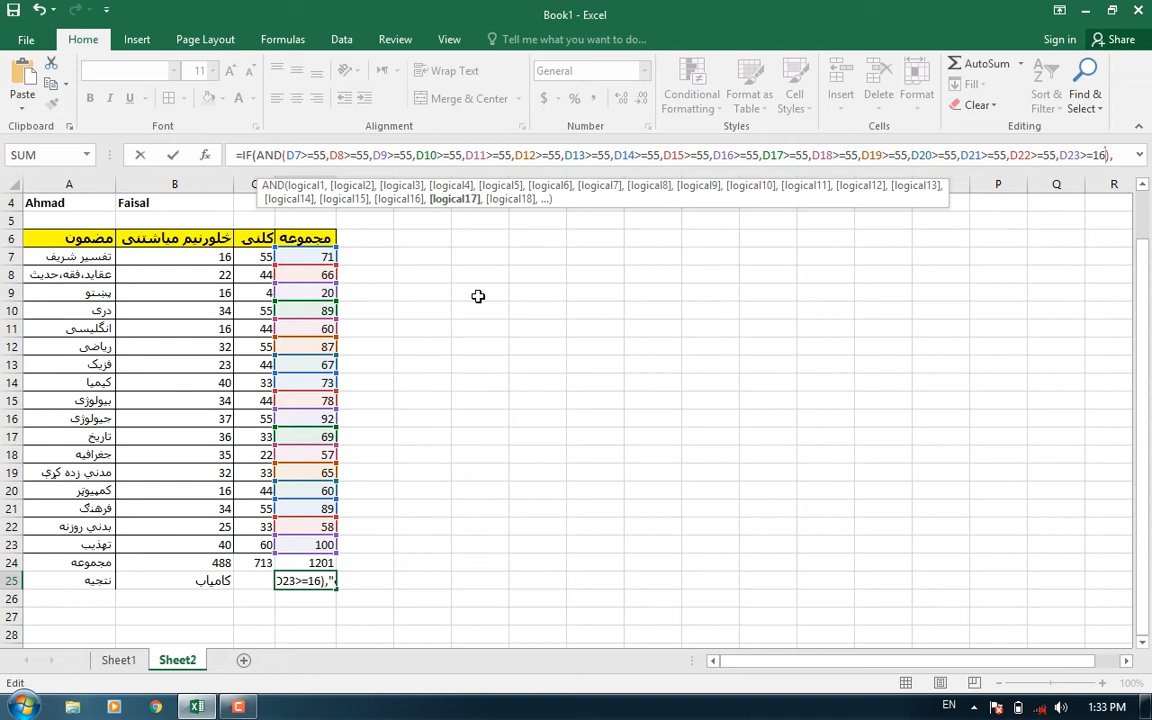 Book1 - Excel
File Home Insert Page Layout Formulas Data Review View Tell me what you want to do... Sign in Share
Paste 11 A A Wrap Text General AutoSum
B I U A Merge & Center $ % Conditional Formatting Format as Table Cell Styles Insert Delete Format Fill Clear Sort & Filter Find & Select
Clipboard Font Alignment Number Styles Cells Editing
SUM fx =IF(AND(D7>=55,D8>=55,D9>=55,D10>=55,D11>=55,D12>=55,D13>=55,D14>=55,D15>=55,D16>=55,D17>=55,D18>=55,D19>=55,D20>=55,D21>=55,D22>=55,D23>=16),
AND(logical1, [logical2], [logical3], [logical4], [logical5], [logical6], [logical7], [logical8], [logical9], [logical10], [logical11], [logical12], [logical13],
[logical14], [logical15], [logical16], [logical17], [logical18], ...)
A B C P Q R
4 Ahmad Faisal
5
6 مضمون څلورنیم میاشتنی کلنی مجموعه
7 تفسیر شریف 16 55 71
8 عقاید،فقه،حدیث 22 44 66
9 پښتو 16 4 20
10 دری 34 55 89
11 انگلیسی 16 44 60
12 ریاضی 32 55 87
13 فزیک 23 44 67
14 کیمیا 40 33 73
15 بیولوژی 34 44 78
16 جیولوژی 37 55 92
17 تاریخ 36 33 69
18 جغرافیه 35 22 57
19 مدني زده کړې 32 33 65
20 کمپیوټر 16 44 60
21 فرهنګ 34 55 89
22 بدني روزنه 25 33 58
23 تهذیب 40 60 100
24 مجموعه 488 713 1201
25 نتجیه کامیاب D23>=16),"
26
27
28
Sheet1 Sheet2
Edit 100%
EN 1:33 PM